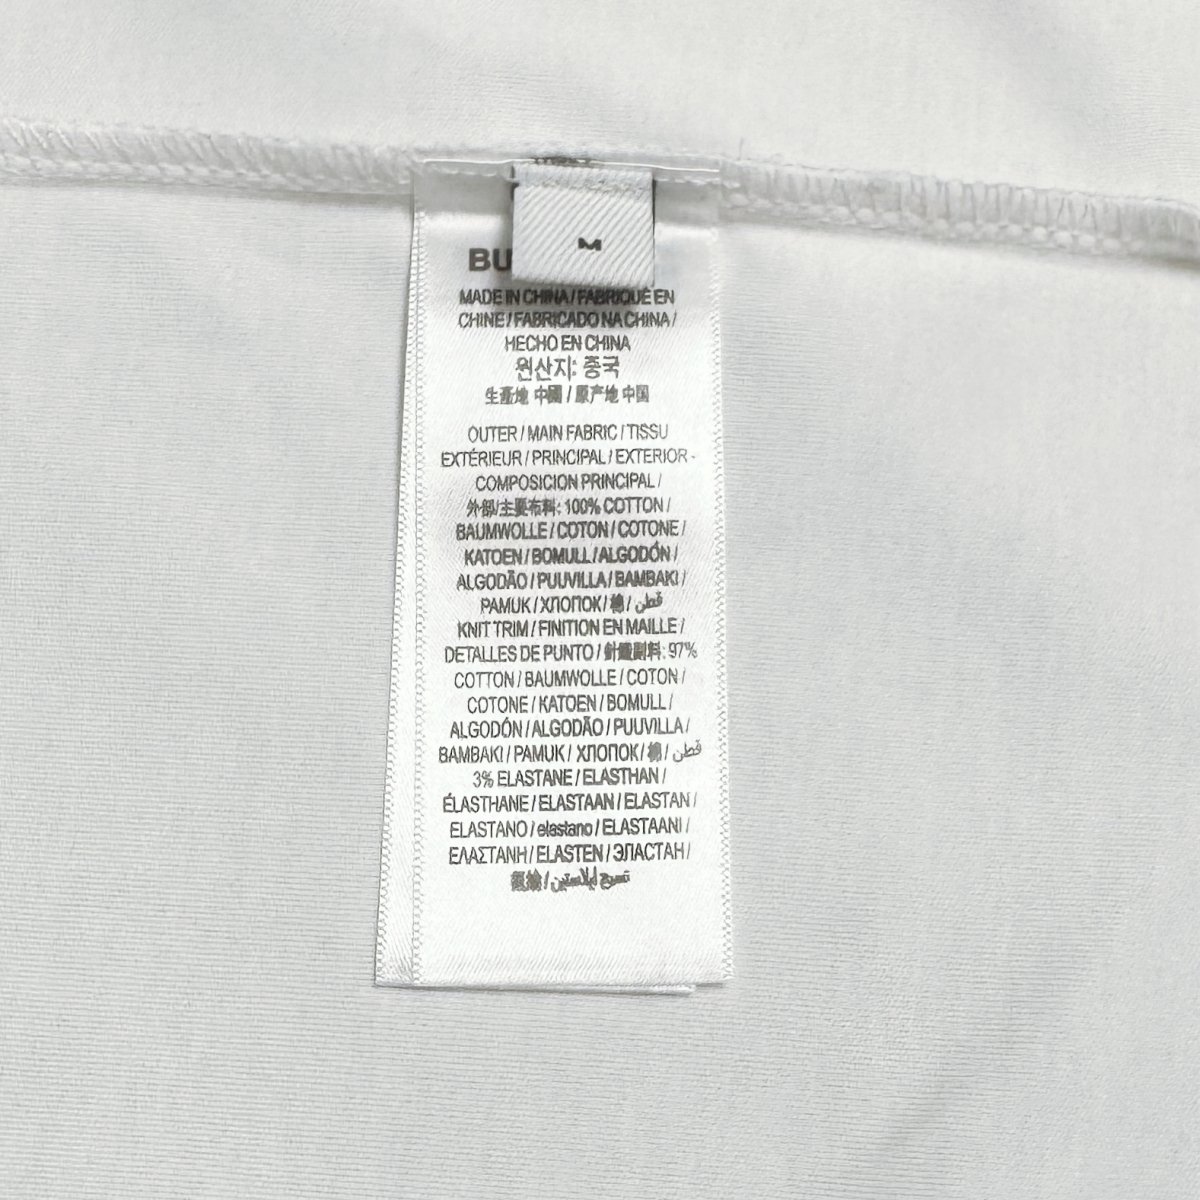 M
BU
MADE IN CHINA / FABRIQUÉ EN
CHINE / FABRICADO NA CHINA /
HECHO EN CHINA
원산지: 중국
生產地 中國 / 原产地 中国
OUTER / MAIN FABRIC / TISSU
EXTÉRIEUR / PRINCIPAL / EXTERIOR -
COMPOSICION PRINCIPAL /
外部/主要布料: 100% COTTON /
BAUMWOLLE / COTON / COTONE /
KATOEN / BOMULL / ALGODÓN /
ALGODÃO / PUUVILLA / BAMBAKI /
PAMUK / ХЛОПОК / 棉 / قطن
KNIT TRIM / FINITION EN MAILLE /
DETALLES DE PUNTO / 針織副料: 97%
COTTON / BAUMWOLLE / COTON /
COTONE / KATOEN / BOMULL /
ALGODÓN / ALGODÃO / PUUVILLA /
BAMBAKI / PAMUK / ХЛОПОК / 棉 / قطن
3% ELASTANE / ELASTHAN /
ÉLASTHANE / ELASTAAN / ELASTAN /
ELASTANO / elastano / ELASTAANI /
ΕΛΑΣΤΑΝΗ / ELASTEN / ЭЛАСТАН /
/ نسيج إيلاستين